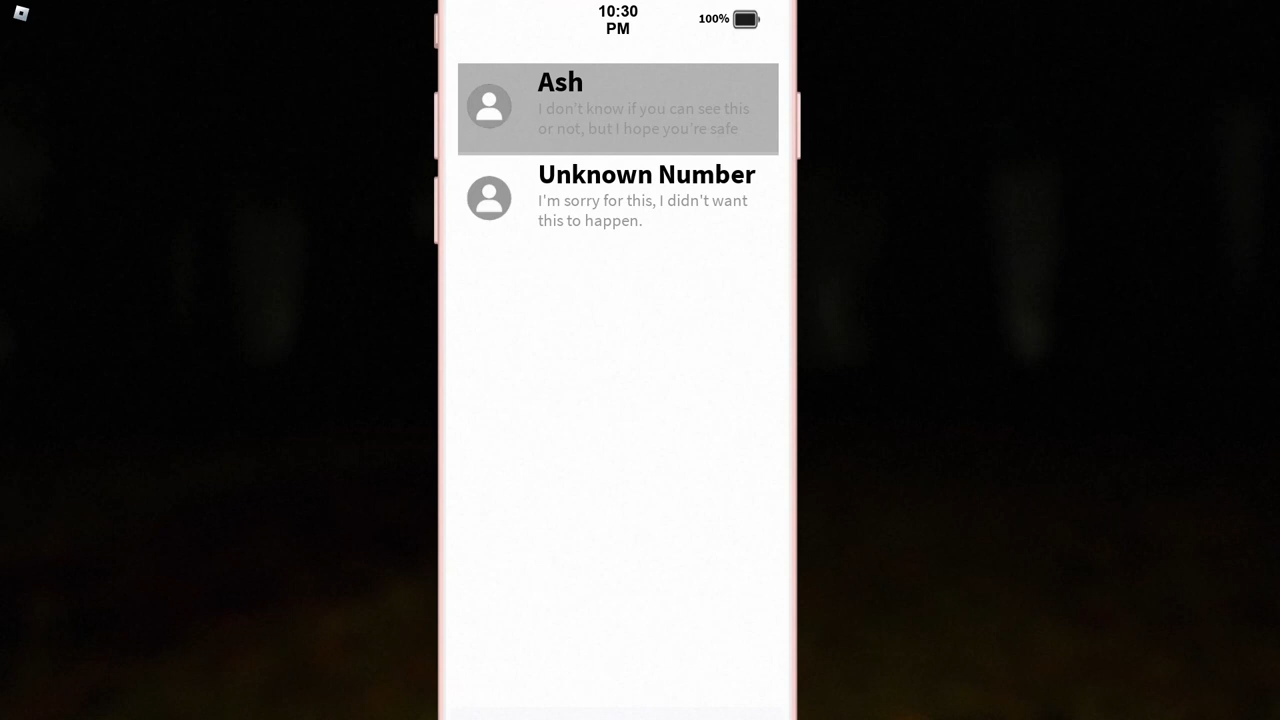 10:30
PM
100%
Ash
I don't know if you can see this
or not, but I hope you're safe
Unknown Number
I'm sorry for this, I didn't want
this to happen.